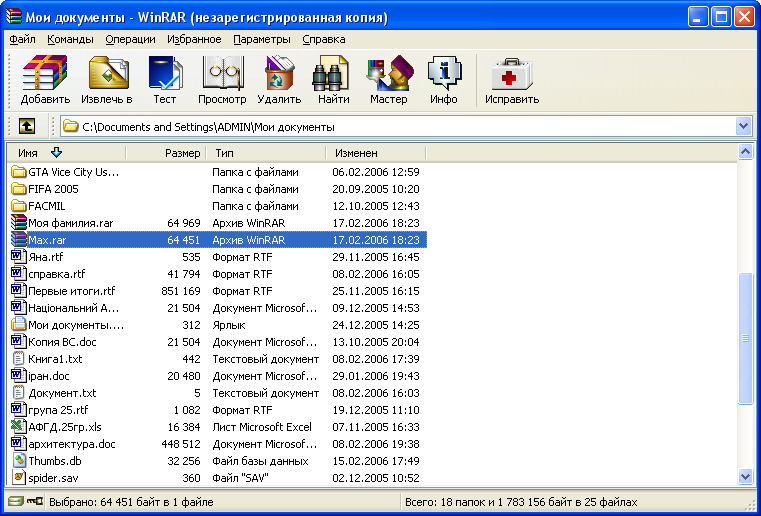 Мои документы - WinRAR (незарегистрированная копия)
Файл Команды Операции Избранное Параметры Справка
Добавить Извлечь в Тест Просмотр Удалить Найти Мастер Инфо Исправить
C:\Documents and Settings\ADMIN\Мои документы
Имя Размер Тип Изменен
GTA Vice City Us... Папка с файлами 06.02.2006 12:59
FIFA 2005 Папка с файлами 20.09.2005 10:20
FACMIL Папка с файлами 12.10.2005 12:43
Моя фамилия.rar 64 969 Архив WinRAR 17.02.2006 18:23
Max.rar 64 451 Архив WinRAR 17.02.2006 18:23
Яна.rtf 535 Формат RTF 29.11.2005 16:45
справка.rtf 41 794 Формат RTF 08.02.2006 16:05
Первые итоги.rtf 851 169 Формат RTF 25.11.2005 16:15
Національний А... 21 504 Документ Microsof... 09.12.2005 14:53
Мои документы.... 312 Ярлык 24.12.2005 14:25
Копия ВС.doc 21 504 Документ Microsof... 13.10.2005 20:04
Книга1.txt 442 Текстовый документ 08.02.2006 17:39
іран.doc 20 480 Документ Microsof... 29.01.2006 19:43
Документ.txt 5 Текстовый документ 08.02.2006 16:03
група 25.rtf 1 082 Формат RTF 19.12.2005 11:10
АФГД.25гр.xls 16 384 Лист Microsoft Excel 07.11.2005 16:33
архитектура.doc 448 512 Документ Microsof... 08.02.2006 19:38
Thumbs.db 32 256 Файл базы данных 15.02.2006 17:49
spider.sav 360 Файл "SAV" 02.12.2005 10:52
Выбрано: 64 451 байт в 1 файле Всего: 18 папок и 1 783 156 байт в 25 файлах